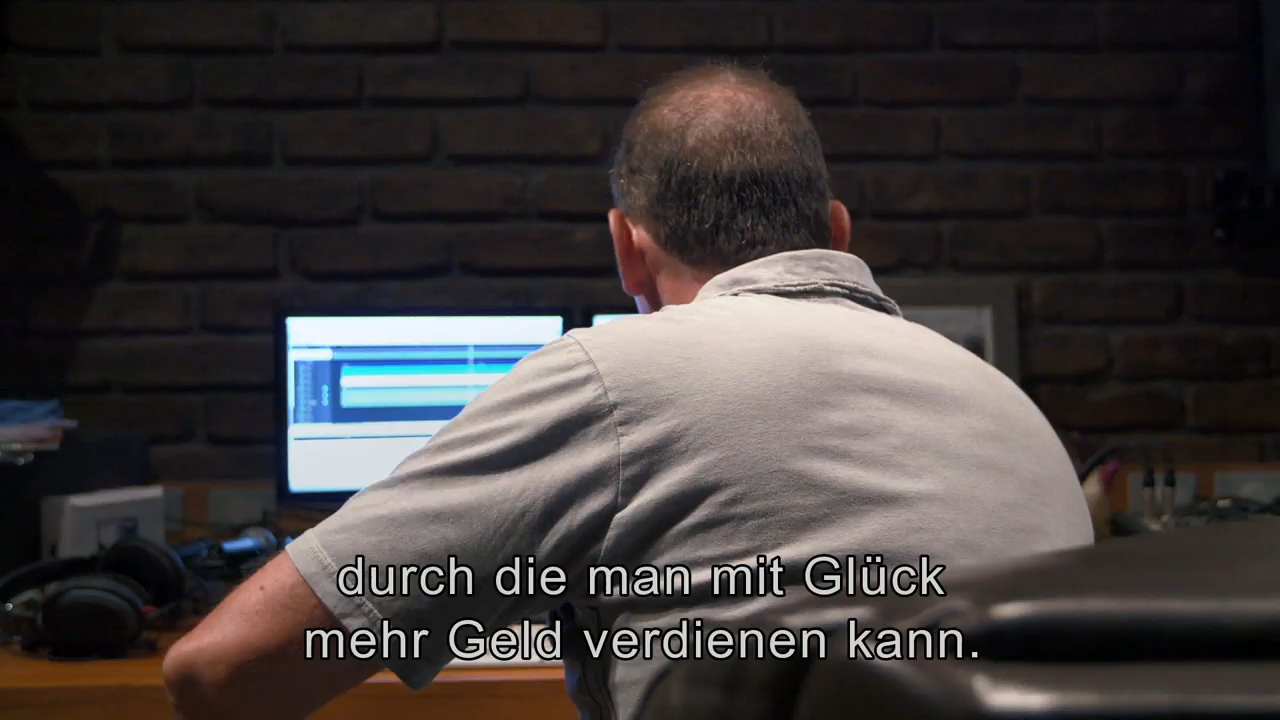 durch die man mit Glück
mehr Geld verdienen kann.